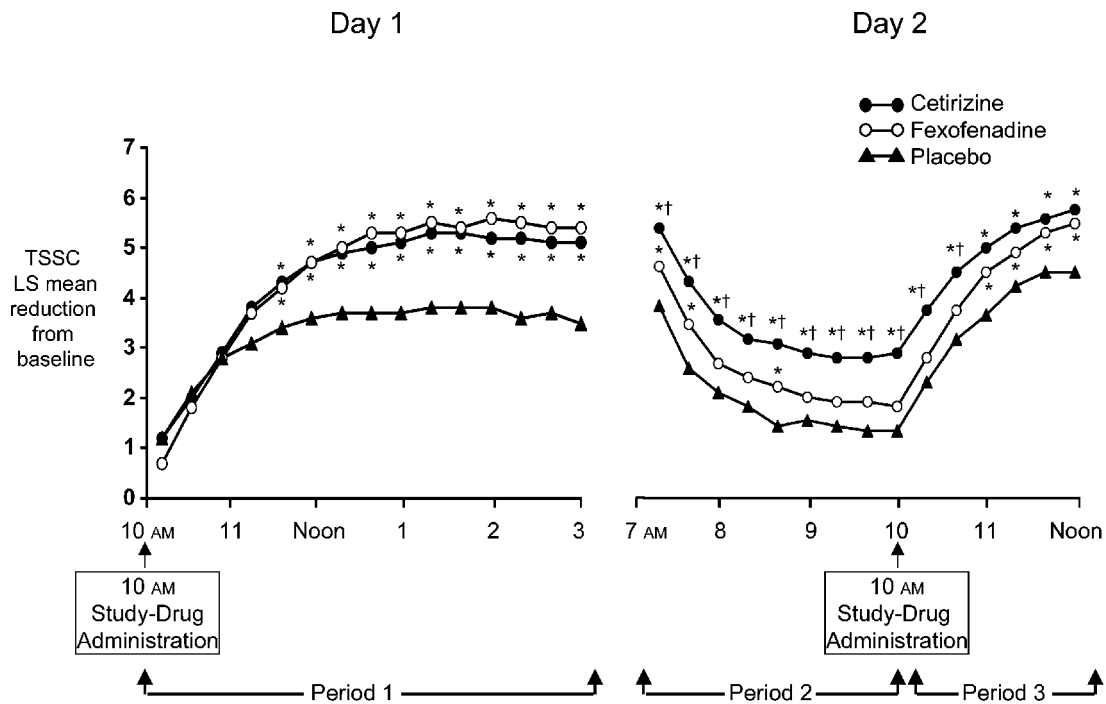 Day 1
Day 2
Cetirizine
Fexofenadine
Placebo
TSSC
LS mean
reduction
from
baseline
7
6
5
4
3
2
1
0
* * * * * * * * * *
* * * * * * * * * * *
*† *† *† *† *† *† *† *† *† *† *† * * * *
* * * * * * *
10 AM 11 Noon 1 2 3
7 AM 8 9 10 11 Noon
10 AM
Study-Drug
Administration
10 AM
Study-Drug
Administration
Period 1
Period 2
Period 3